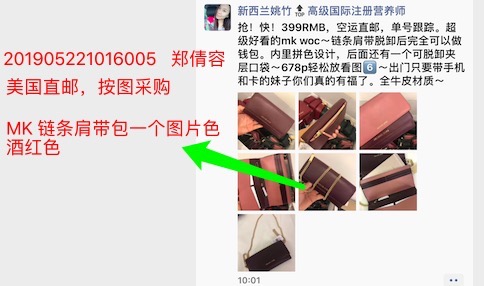 201905221016005 郑倩容
美国直邮，按图采购
MK 链条肩带包一个图片色
酒红色
新西兰姚竹 TOP 高级国际注册营养师
抢！快！399RMB，空运直邮，单号跟踪。超
级好看的mk woc～链条肩带脱卸后完全可以做
钱包。内里拼色设计，后面还有一个可脱卸夹
层口袋～678p轻松放看图6️⃣～出门只要带手机
和卡的妹子你们真的有福了。全牛皮材质～
10:01